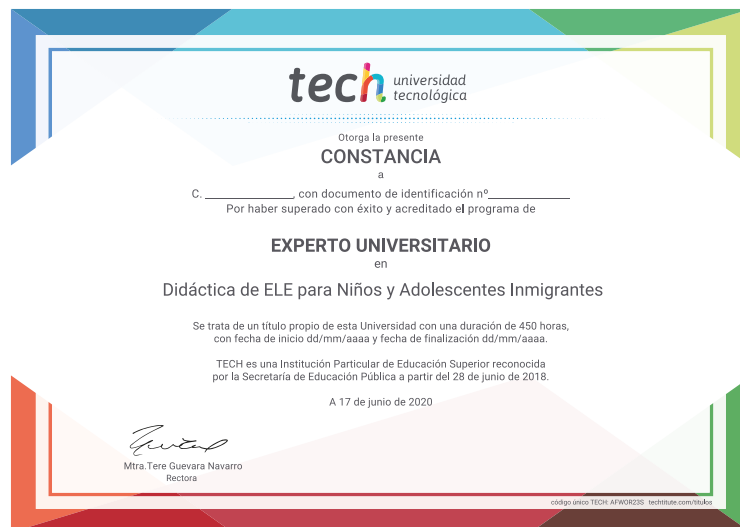 tech universidad
tecnológica
Otorga la presente
CONSTANCIA
a
C. ______________, con documento de identificación nº_____________
Por haber superado con éxito y acreditado el programa de
EXPERTO UNIVERSITARIO
en
Didáctica de ELE para Niños y Adolescentes Inmigrantes
Se trata de un título propio de esta Universidad con una duración de 450 horas,
con fecha de inicio dd/mm/aaaa y fecha de finalización dd/mm/aaaa.
TECH es una Institución Particular de Educación Superior reconocida
por la Secretaría de Educación Pública a partir del 28 de junio de 2018.
A 17 de junio de 2020
Mtra.Tere Guevara Navarro
Rectora
código único TECH: AFWOR23S techtitute.com/titulos